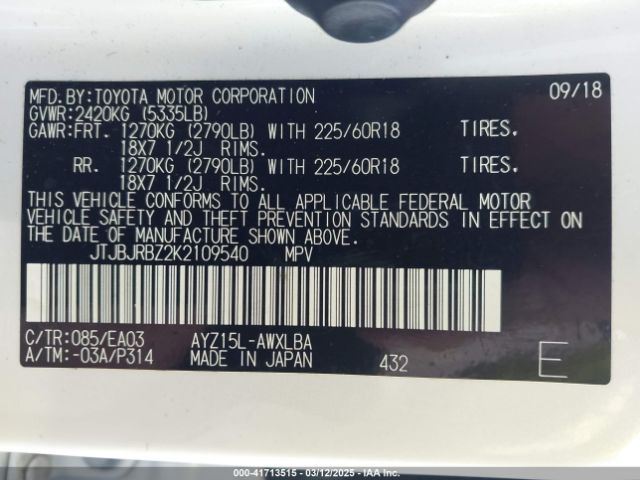 MFD.BY:TOYOTA MOTOR CORPORATION 09/18
GVWR:2420KG (5335LB)
GAWR:FRT. 1270KG (2790LB) WITH 225/60R18 TIRES.
18X7 1/2J RIMS.
RR. 1270KG (2790LB) WITH 225/60R18 TIRES.
18X7 1/2J RIMS.
THIS VEHICLE CONFORMS TO ALL APPLICABLE FEDERAL MOTOR
VEHICLE SAFETY AND THEFT PREVENTION STANDARDS IN EFFECT ON
THE DATE OF MANUFACTURE SHOWN ABOVE.
JTJBJRBZ2K2109540 MPV
C/TR:085/EA03 AYZ15L-AWXLBA
A/TM:-03A/P314 MADE IN JAPAN 432 E
000-41713515 - 03/12/2025 - IAA